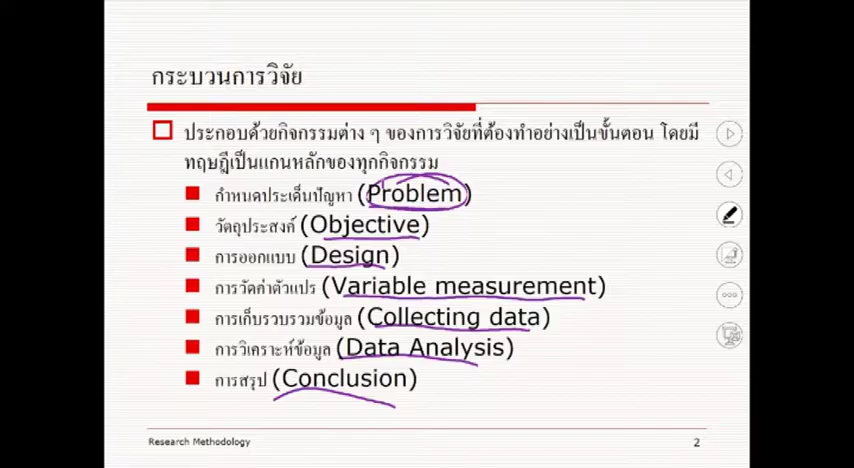 กระบวนการวิจัย
ประกอบด้วยกิจกรรมต่าง ๆ ของการวิจัยที่ต้องทำอย่างเป็นขั้นตอน โดยมี
ทฤษฎีเป็นแกนหลักของทุกกิจกรรม
กำหนดประเด็นปัญหา (Problem)
วัตถุประสงค์ (Objective)
การออกแบบ (Design)
การวัดค่าตัวแปร (Variable measurement)
การเก็บรวบรวมข้อมูล (Collecting data)
การวิเคราะห์ข้อมูล (Data Analysis)
การสรุป (Conclusion)
Research Methodology 2